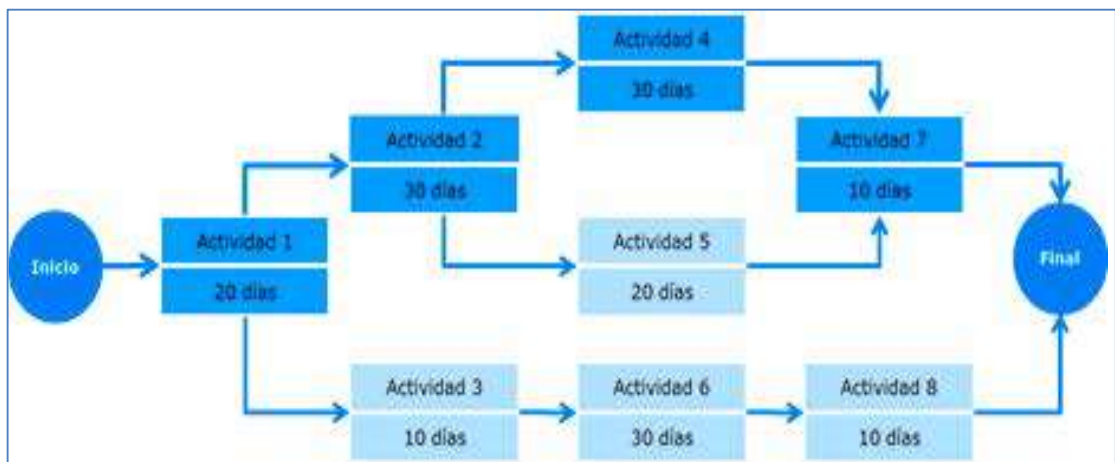 Actividad 4
30 días
Actividad 2
30 días
Actividad 7
10 días
Inicio
Actividad 1
20 días
Actividad 5
20 días
Final
Actividad 3
10 días
Actividad 6
30 días
Actividad 8
10 días